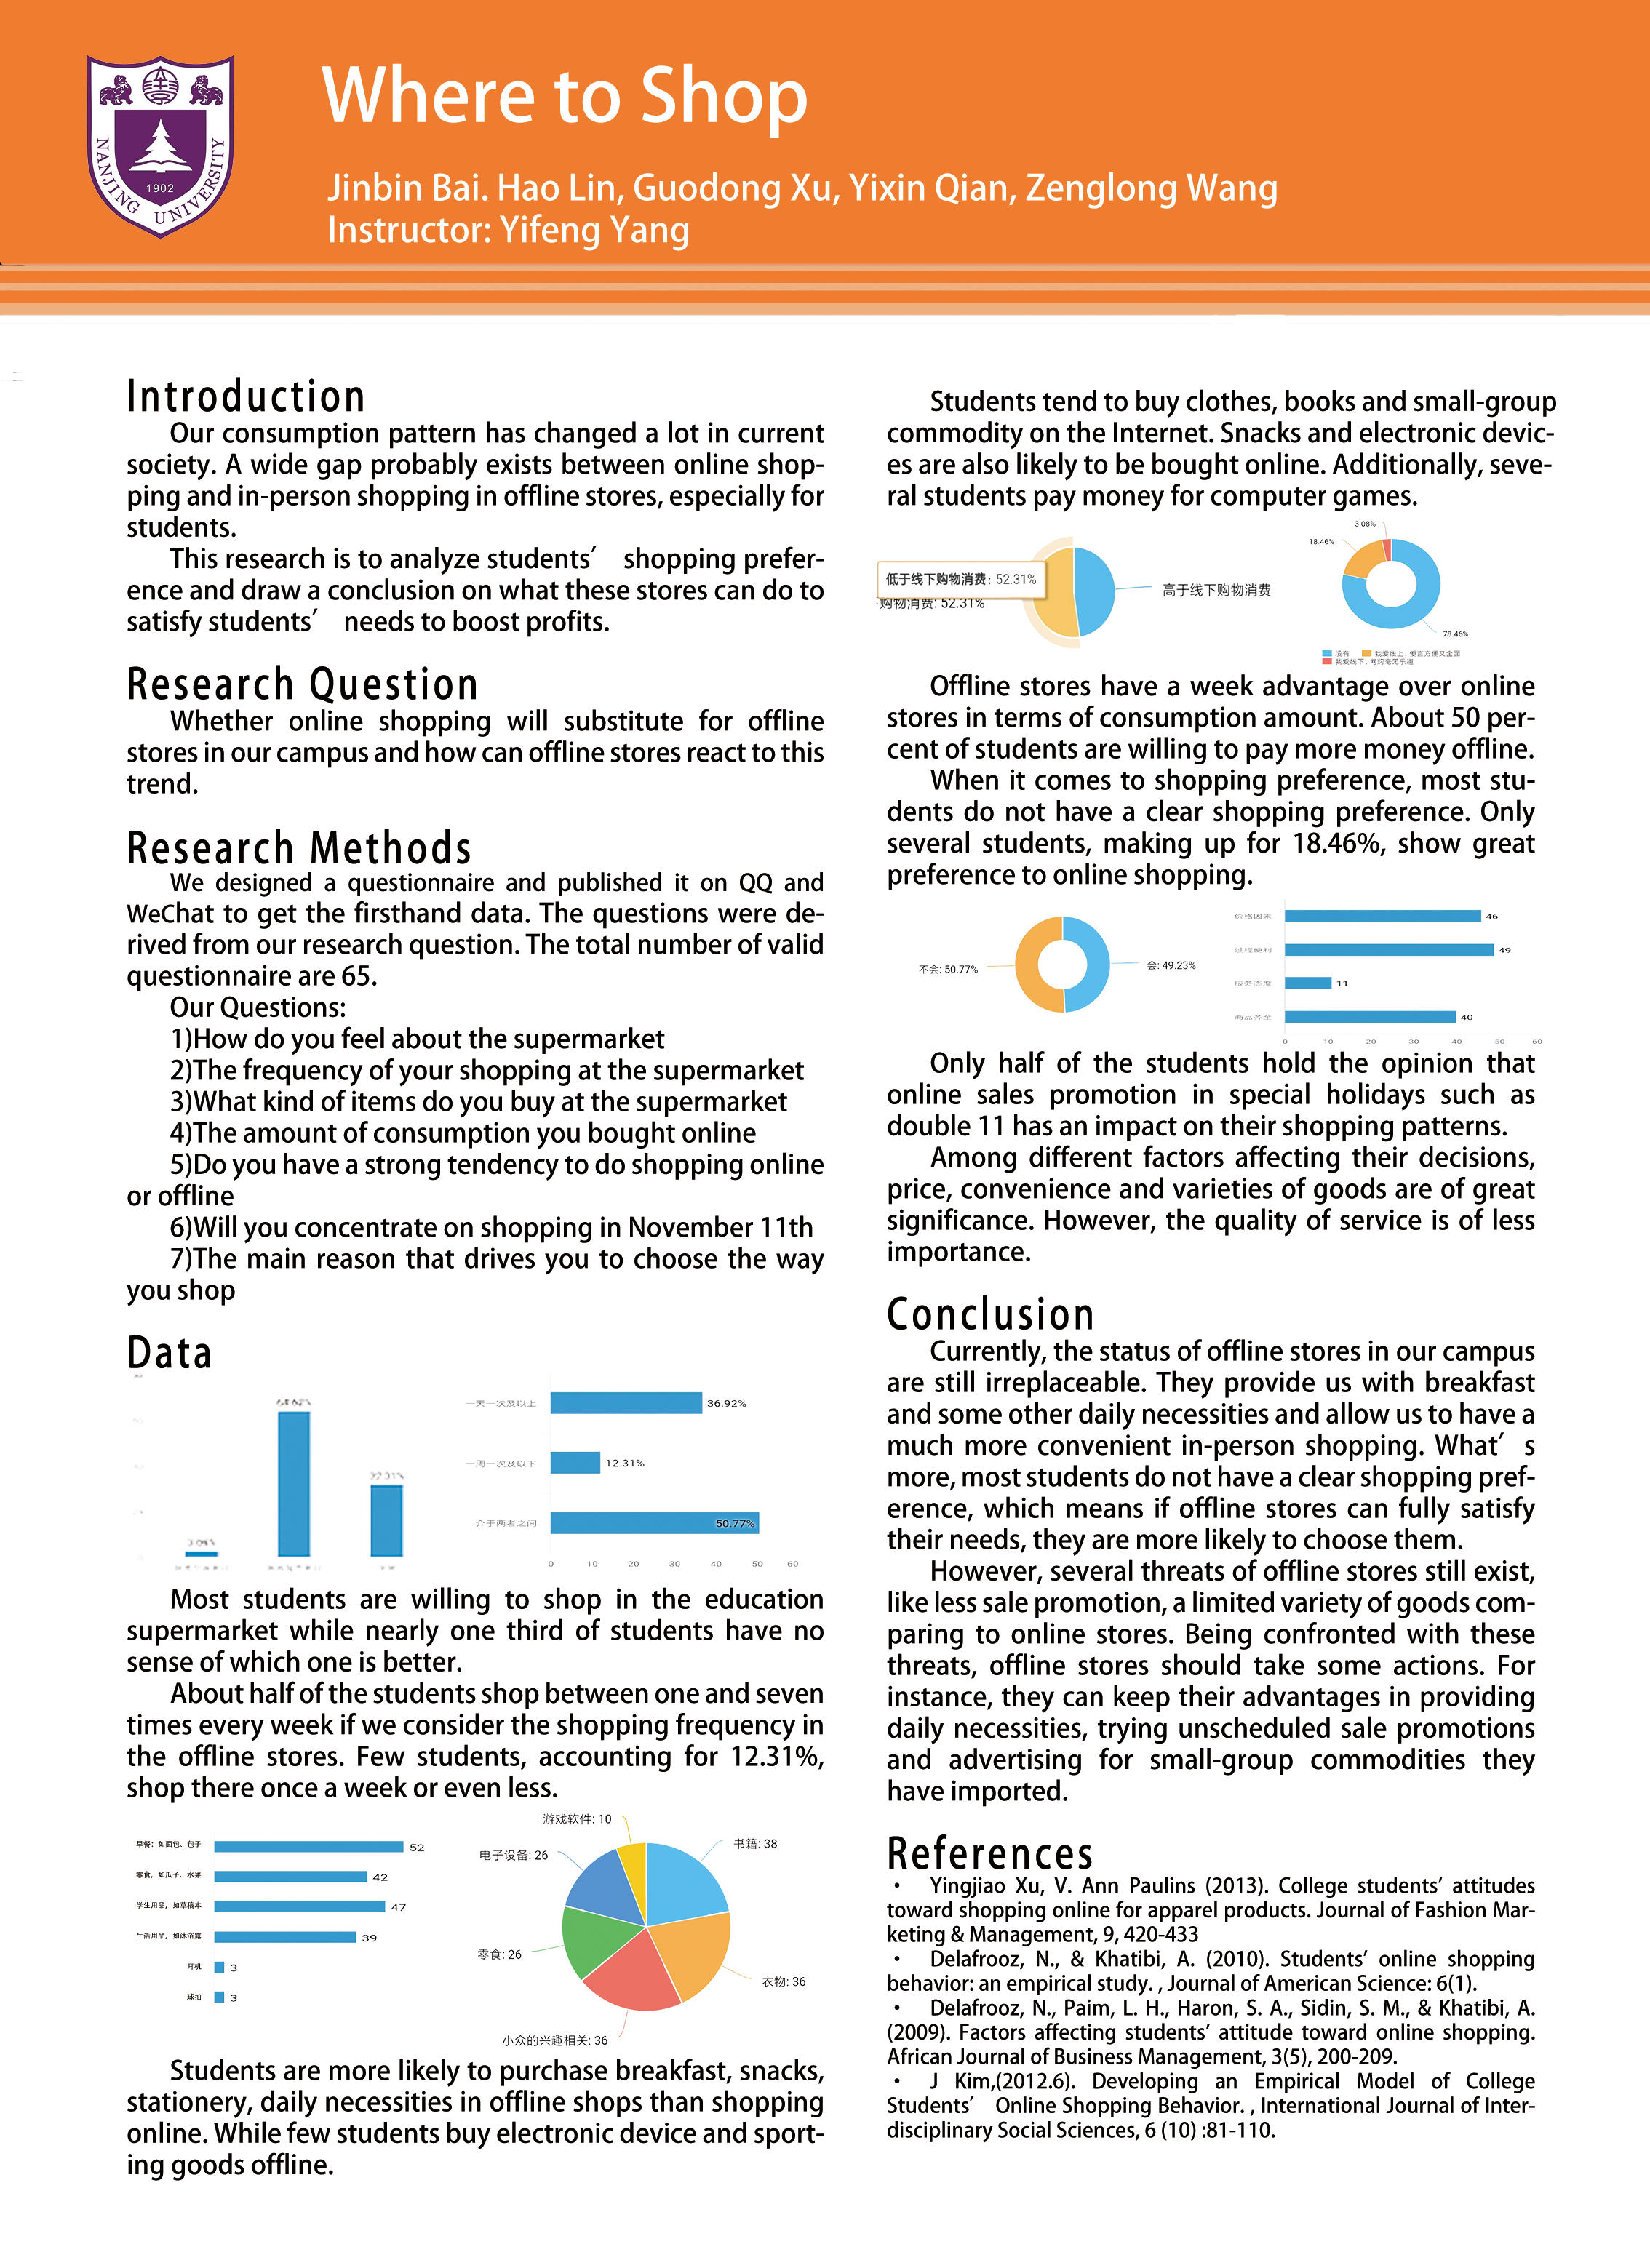 NANJING UNIVERSITY
1902
Where to Shop
Jinbin Bai. Hao Lin, Guodong Xu, Yixin Qian, Zenglong Wang
Instructor: Yifeng Yang
Introduction
Our consumption pattern has changed a lot in current
society. A wide gap probably exists between online shop-
ping and in-person shopping in offline stores, especially for
students.
This research is to analyze students′ shopping prefer-
ence and draw a conclusion on what these stores can do to
satisfy students′ needs to boost profits.
Research Question
Whether online shopping will substitute for offline
stores in our campus and how can offline stores react to this
trend.
Research Methods
We designed a questionnaire and published it on QQ and
WeChat to get the firsthand data. The questions were de-
rived from our research question. The total number of valid
questionnaire are 65.
Our Questions:
1)How do you feel about the supermarket
2)The frequency of your shopping at the supermarket
3)What kind of items do you buy at the supermarket
4)The amount of consumption you bought online
5)Do you have a strong tendency to do shopping online
or offline
6)Will you concentrate on shopping in November 11th
7)The main reason that drives you to choose the way
you shop
Data
一天一次及以上 36.92%
一周一次及以下 12.31%
介于两者之间 50.77%
0 10 20 30 40 50 60
Most students are willing to shop in the education
supermarket while nearly one third of students have no
sense of which one is better.
About half of the students shop between one and seven
times every week if we consider the shopping frequency in
the offline stores. Few students, accounting for 12.31%,
shop there once a week or even less.
早餐：如面包、包子 52
零食，如瓜子、水果 42
学生用品，如草稿本 47
生活用品，如沐浴露 39
耳机 3
球拍 3
游戏软件: 10
书籍: 38
电子设备: 26
零食: 26
衣物: 36
小众的兴趣相关: 36
Students are more likely to purchase breakfast, snacks,
stationery, daily necessities in offline shops than shopping
online. While few students buy electronic device and sport-
ing goods offline.
Students tend to buy clothes, books and small-group
commodity on the Internet. Snacks and electronic devic-
es are also likely to be bought online. Additionally, seve-
ral students pay money for computer games.
低于线下购物消费: 52.31%
购物消费: 52.31%
高于线下购物消费
3.08%
18.46%
78.46%
没有 我爱线上，便宜方便又全面
我爱线下，网购毫无乐趣
Offline stores have a week advantage over online
stores in terms of consumption amount. About 50 per-
cent of students are willing to pay more money offline.
When it comes to shopping preference, most stu-
dents do not have a clear shopping preference. Only
several students, making up for 18.46%, show great
preference to online shopping.
不会: 50.77%
会: 49.23%
价格因素 46
过程便利 49
服务态度 11
商品齐全 40
0 10 20 30 40 50 60
Only half of the students hold the opinion that
online sales promotion in special holidays such as
double 11 has an impact on their shopping patterns.
Among different factors affecting their decisions,
price, convenience and varieties of goods are of great
significance. However, the quality of service is of less
importance.
Conclusion
Currently, the status of offline stores in our campus
are still irreplaceable. They provide us with breakfast
and some other daily necessities and allow us to have a
much more convenient in-person shopping. What′ s
more, most students do not have a clear shopping pref-
erence, which means if offline stores can fully satisfy
their needs, they are more likely to choose them.
However, several threats of offline stores still exist,
like less sale promotion, a limited variety of goods com-
paring to online stores. Being confronted with these
threats, offline stores should take some actions. For
instance, they can keep their advantages in providing
daily necessities, trying unscheduled sale promotions
and advertising for small-group commodities they
have imported.
References
• Yingjiao Xu, V. Ann Paulins (2013). College students’ attitudes
toward shopping online for apparel products. Journal of Fashion Mar-
keting & Management, 9, 420-433
• Delafrooz, N., & Khatibi, A. (2010). Students’ online shopping
behavior: an empirical study. , Journal of American Science: 6(1).
• Delafrooz, N., Paim, L. H., Haron, S. A., Sidin, S. M., & Khatibi, A.
(2009). Factors affecting students’ attitude toward online shopping.
African Journal of Business Management, 3(5), 200-209.
• J Kim,(2012.6). Developing an Empirical Model of College
Students′ Online Shopping Behavior. , International Journal of Inter-
disciplinary Social Sciences, 6 (10) :81-110.